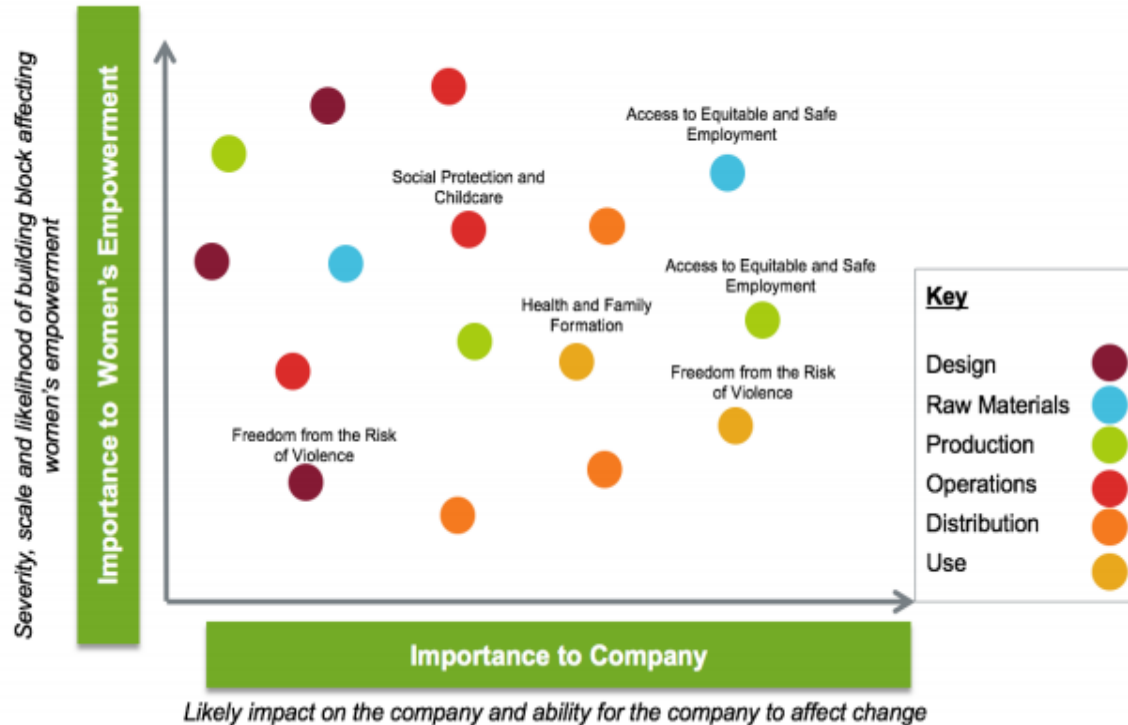 Severity, scale and likelihood of building block affecting
women's empowerment
Importance to Women's Empowerment
Access to Equitable and Safe
Employment
Social Protection and
Childcare
Access to Equitable and Safe
Employment
Health and Family
Formation
Freedom from the Risk
of Violence
Freedom from the Risk
of Violence
Key
Design
Raw Materials
Production
Operations
Distribution
Use
Importance to Company
Likely impact on the company and ability for the company to affect change